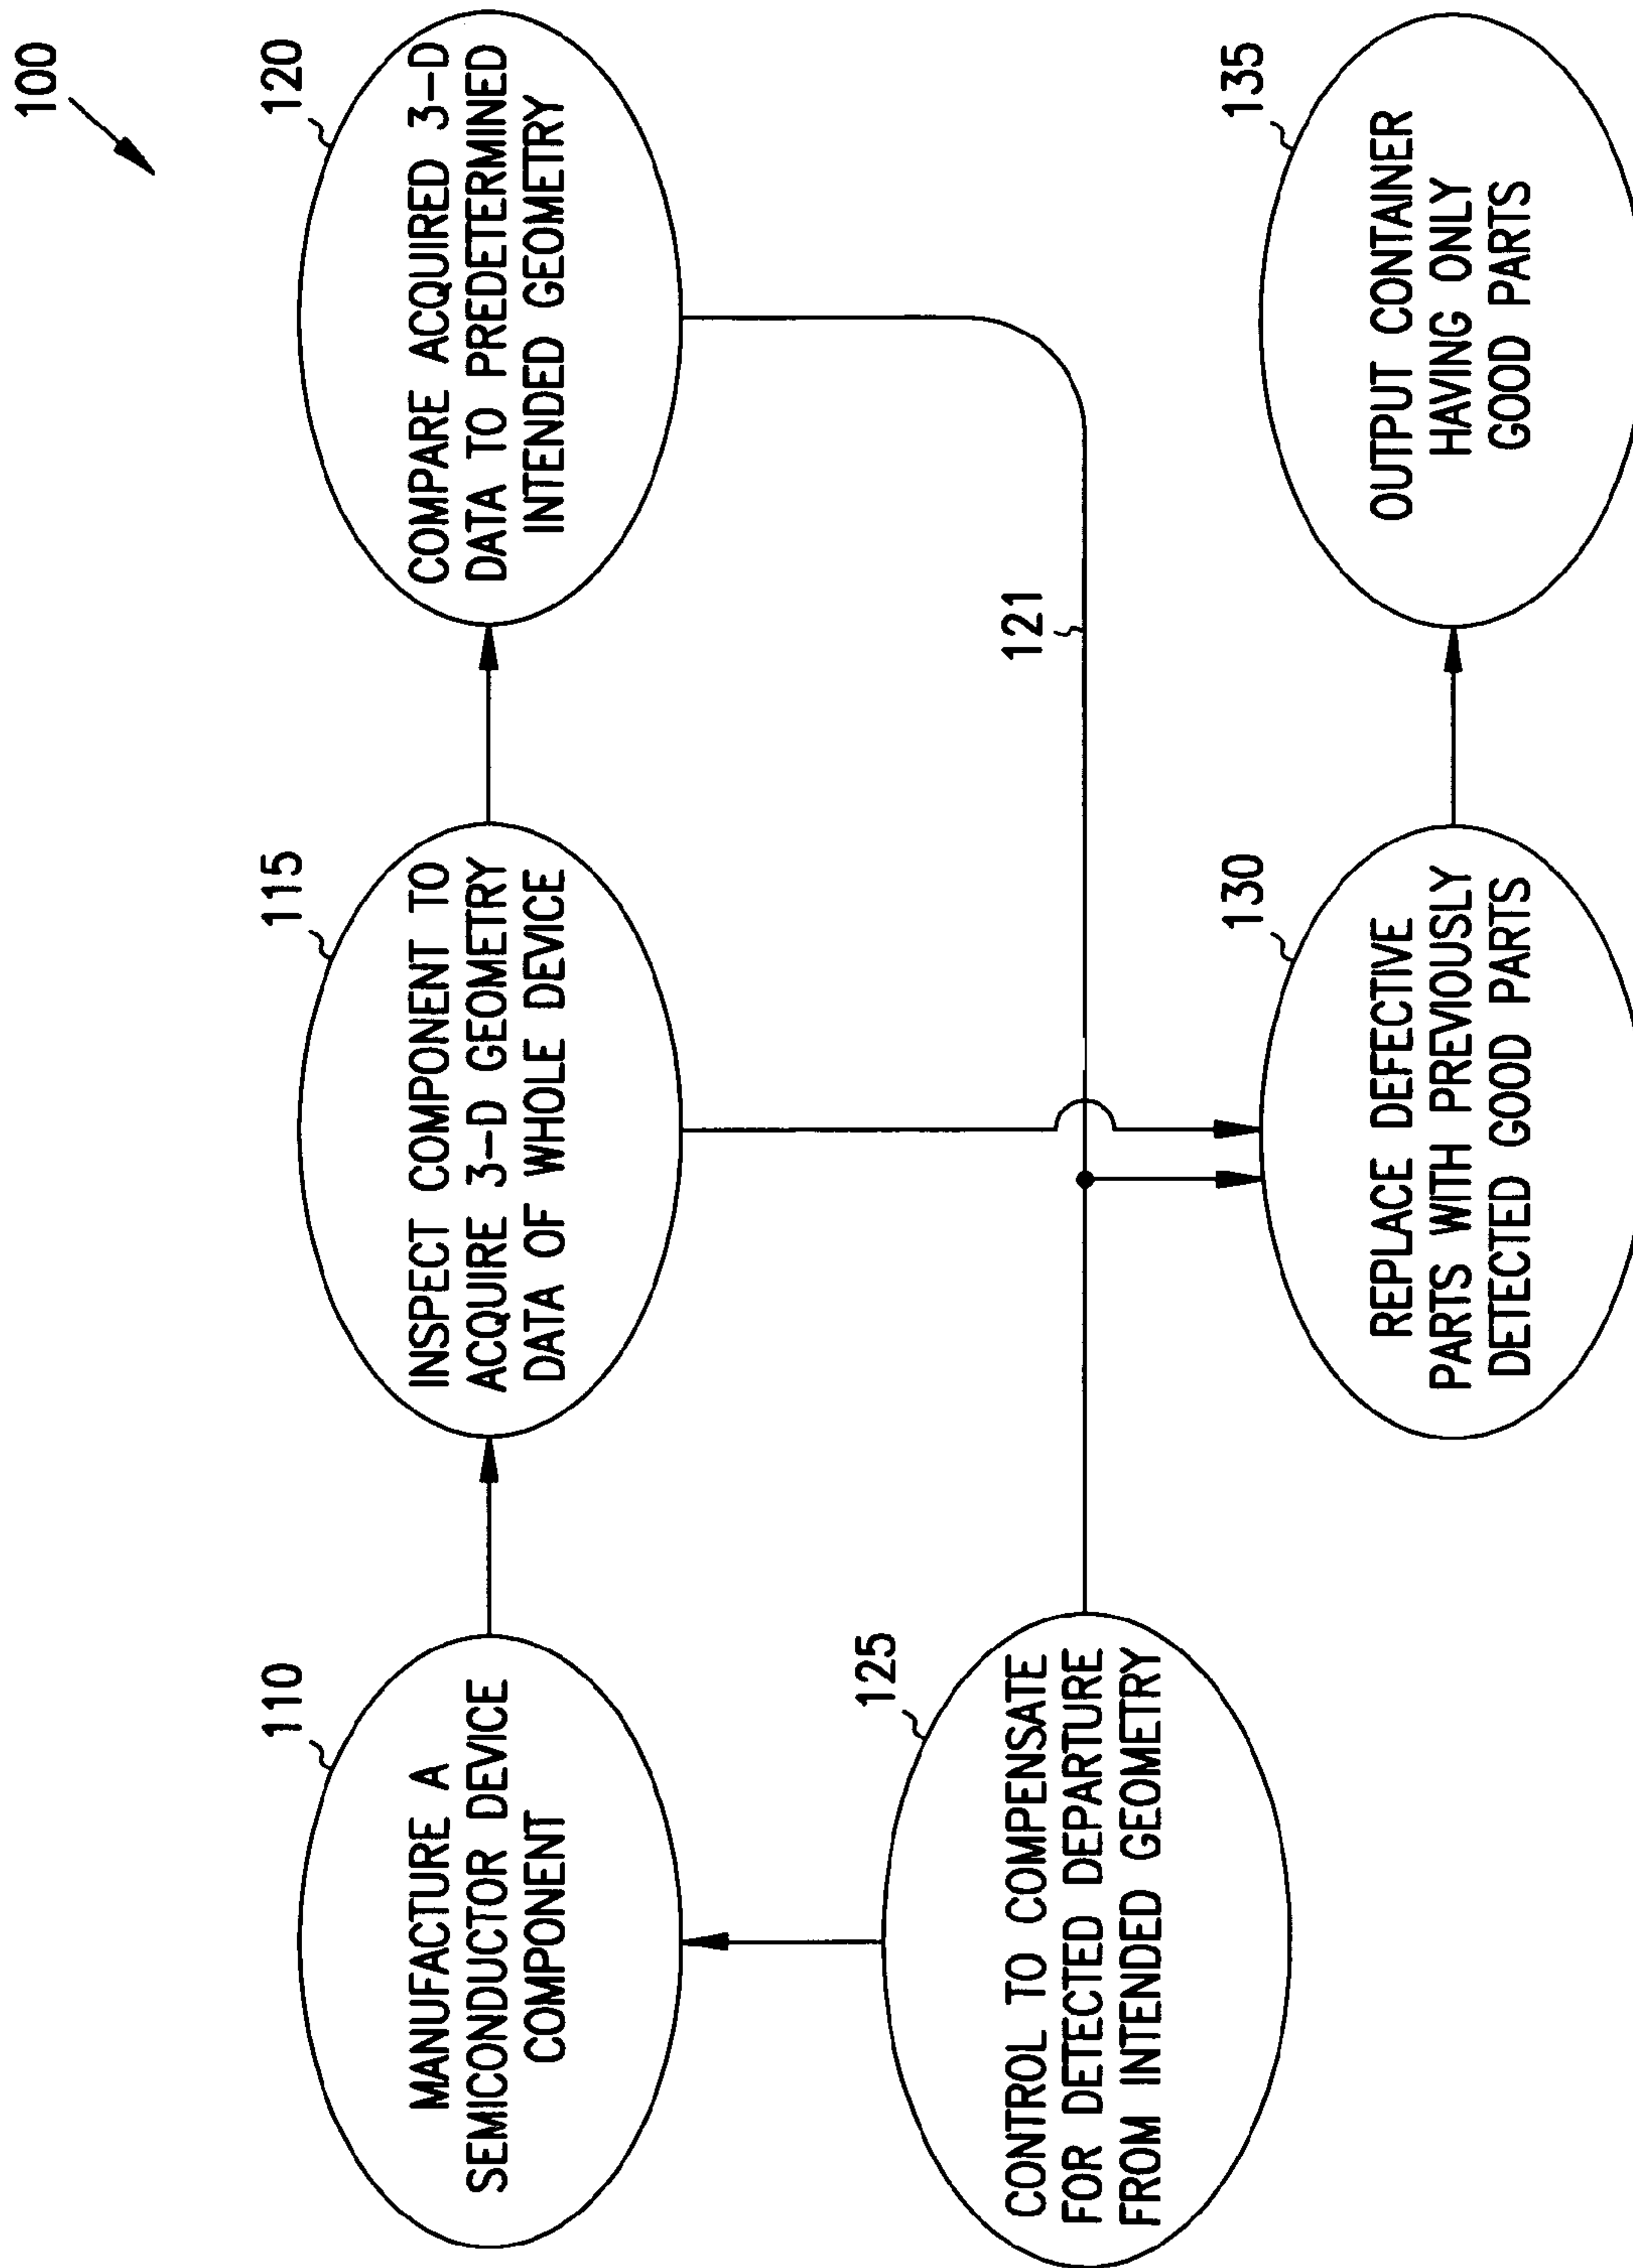 100
110
MANUFACTURE A
SEMICONDUCTOR DEVICE
COMPONENT
115
INSPECT COMPONENT TO
ACQUIRE 3-D GEOMETRY
DATA OF WHOLE DEVICE
120
COMPARE ACQUIRED 3-D
DATA TO PREDETERMINED
INTENDED GEOMETRY
121
125
CONTROL TO COMPENSATE
FOR DETECTED DEPARTURE
FROM INTENDED GEOMETRY
130
REPLACE DEFECTIVE
PARTS WITH PREVIOUSLY
DETECTED GOOD PARTS
135
OUTPUT CONTAINER
HAVING ONLY
GOOD PARTS